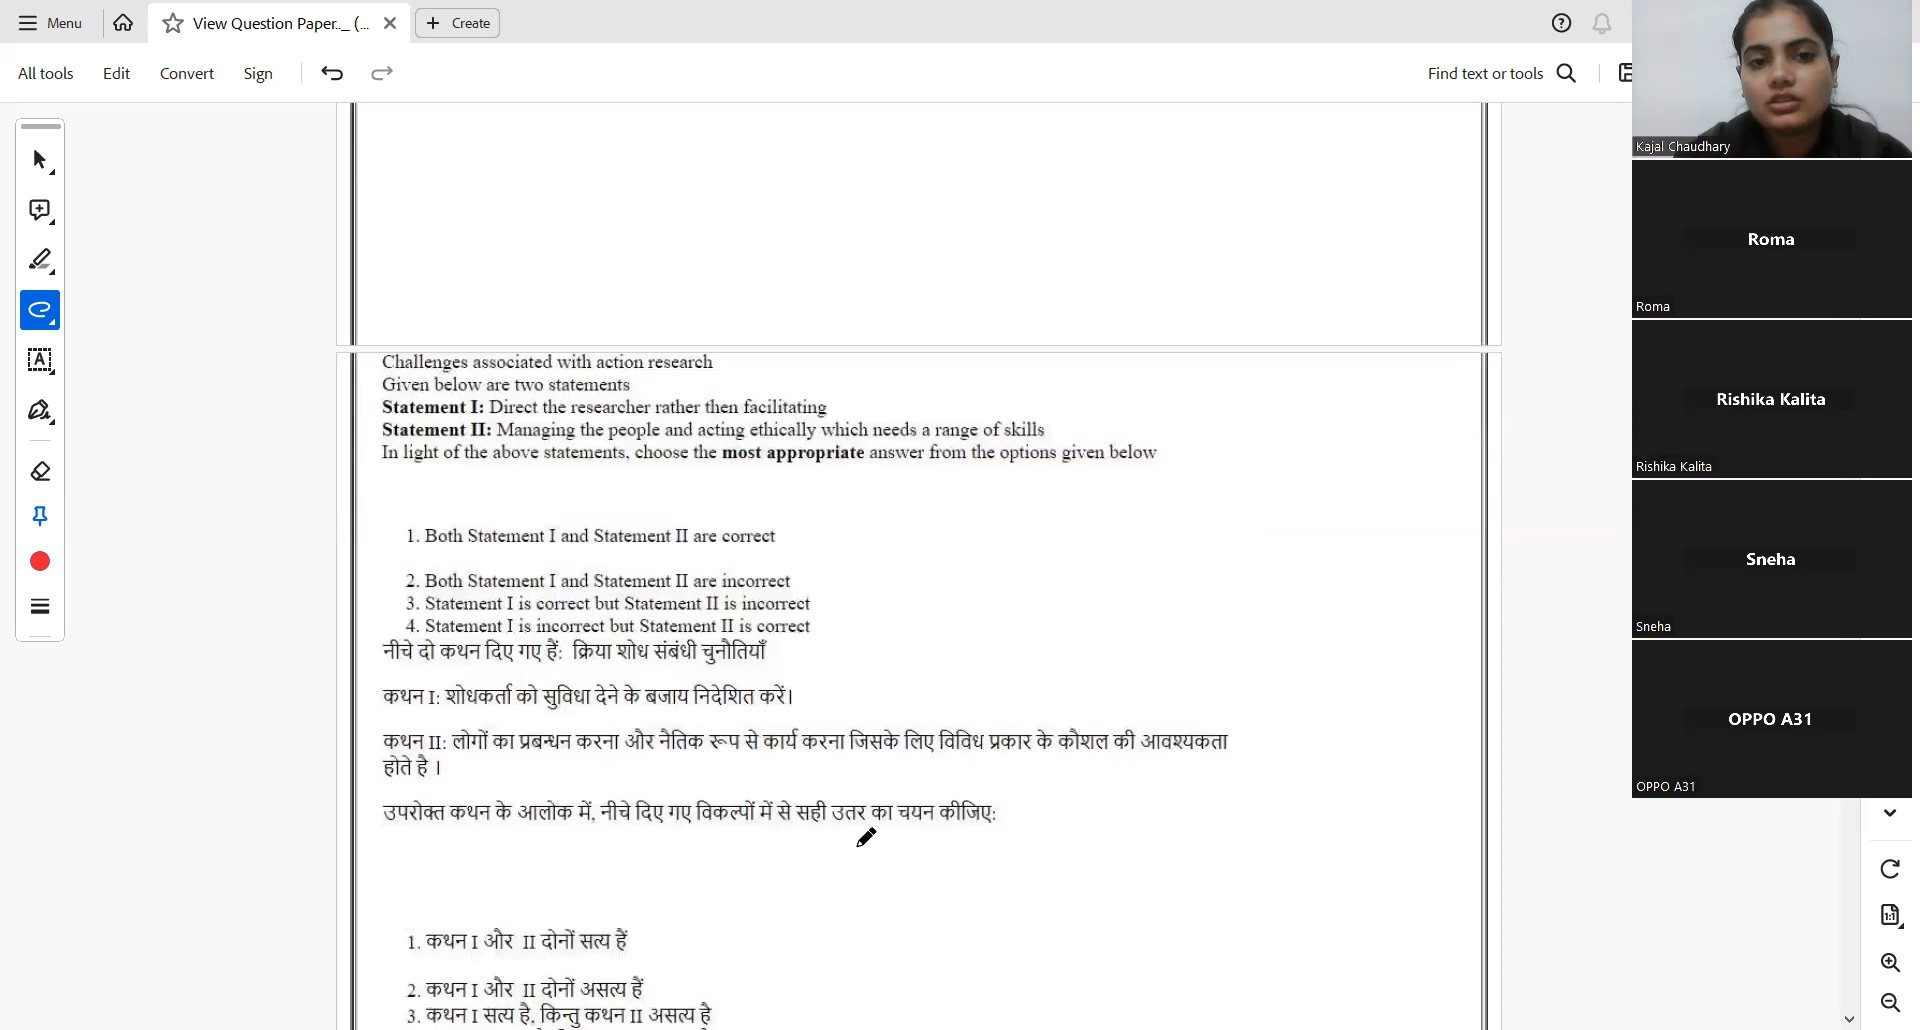 Menu
View Question Paper.._ (...
Create
All tools
Edit
Convert
Sign
Find text or tools
Challenges associated with action research
Given below are two statements
Statement I: Direct the researcher rather then facilitating
Statement II: Managing the people and acting ethically which needs a range of skills
In light of the above statements, choose the most appropriate answer from the options given below
1. Both Statement I and Statement II are correct
2. Both Statement I and Statement II are incorrect
3. Statement I is correct but Statement II is incorrect
4. Statement I is incorrect but Statement II is correct
नीचे दो कथन दिए गए हैं: क्रिया शोध संबंधी चुनौतियाँ
कथन I: शोधकर्ता को सुविधा देने के बजाय निदेशित करें।
कथन II: लोगों का प्रबन्धन करना और नैतिक रूप से कार्य करना जिसके लिए विविध प्रकार के कौशल की आवश्यकता
होते है ।
उपरोक्त कथन के आलोक में, नीचे दिए गए विकल्पों में से सही उतर का चयन कीजिए:
1. कथन I और II दोनों सत्य हैं
2. कथन I और II दोनों असत्य हैं
3. कथन I सत्य है, किन्तु कथन II असत्य है
Kajal Chaudhary
Roma
Roma
Rishika Kalita
Rishika Kalita
Sneha
Sneha
OPPO A31
OPPO A31